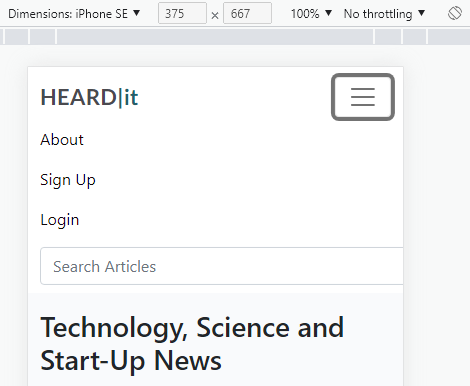 Dimensions: iPhone SE ▼ 375 × 667 100% ▼ No throttling ▼
HEARD|it
About
Sign Up
Login
Search Articles
Technology, Science and
Start-Up News